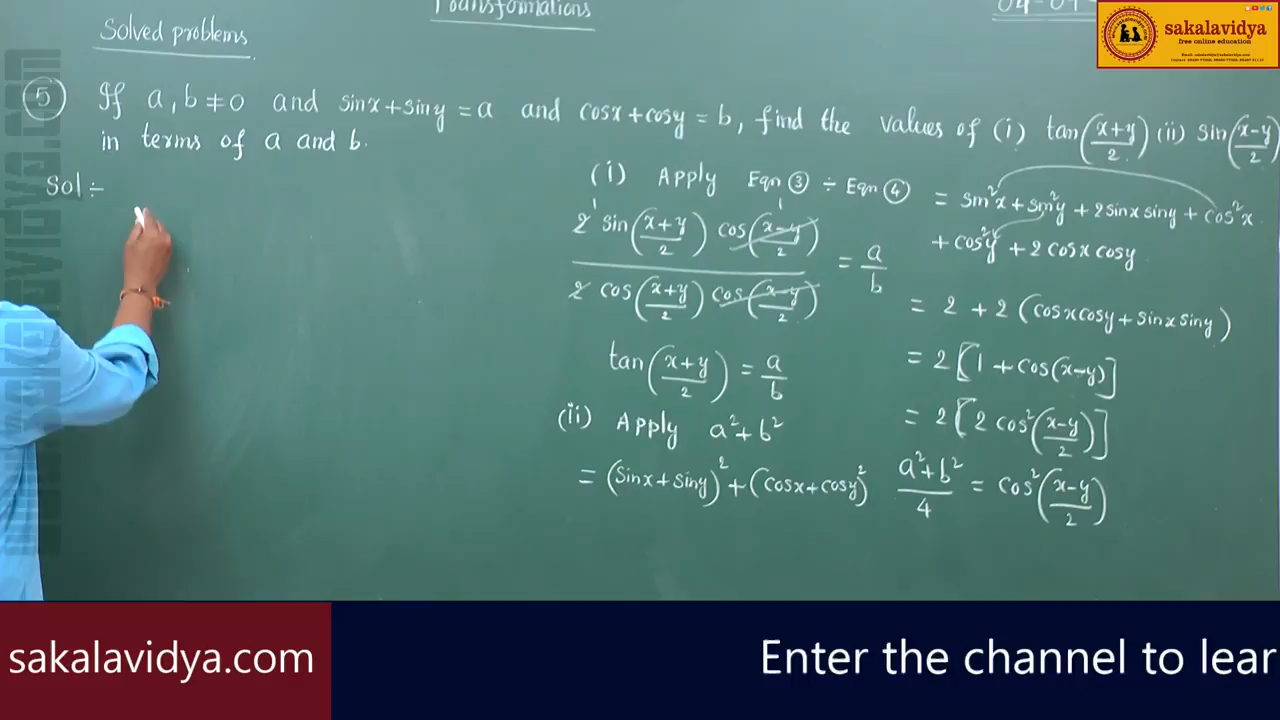 Transformations
04-04-
sakalavidya
free online education
Solved problems
⑤ If a, b ≠ 0 and sinx + siny = a and cosx + cosy = b, find the values of (i) tan((x+y)/2) (ii) sin((x-y)/2)
in terms of a and b.
Sol ÷
(i) Apply Eqn ③ ÷ Eqn ④
2 sin((x+y)/2) cos((x-y)/2)
/ 2 cos((x+y)/2) cos((x-y)/2) = a/b
tan((x+y)/2) = a/b
(ii) Apply a²+b²
= (sinx+siny)² + (cosx+cosy)²
= sin²x + sin²y + 2sinx siny + cos²x
+ cos²y + 2 cosx cosy
= 2 + 2 (cosx cosy + sinx siny)
= 2 [1 + cos(x-y)]
= 2 [2 cos²((x-y)/2)]
(a²+b²)/4 = cos²((x-y)/2)
sakalavidya.com
Enter the channel to lear